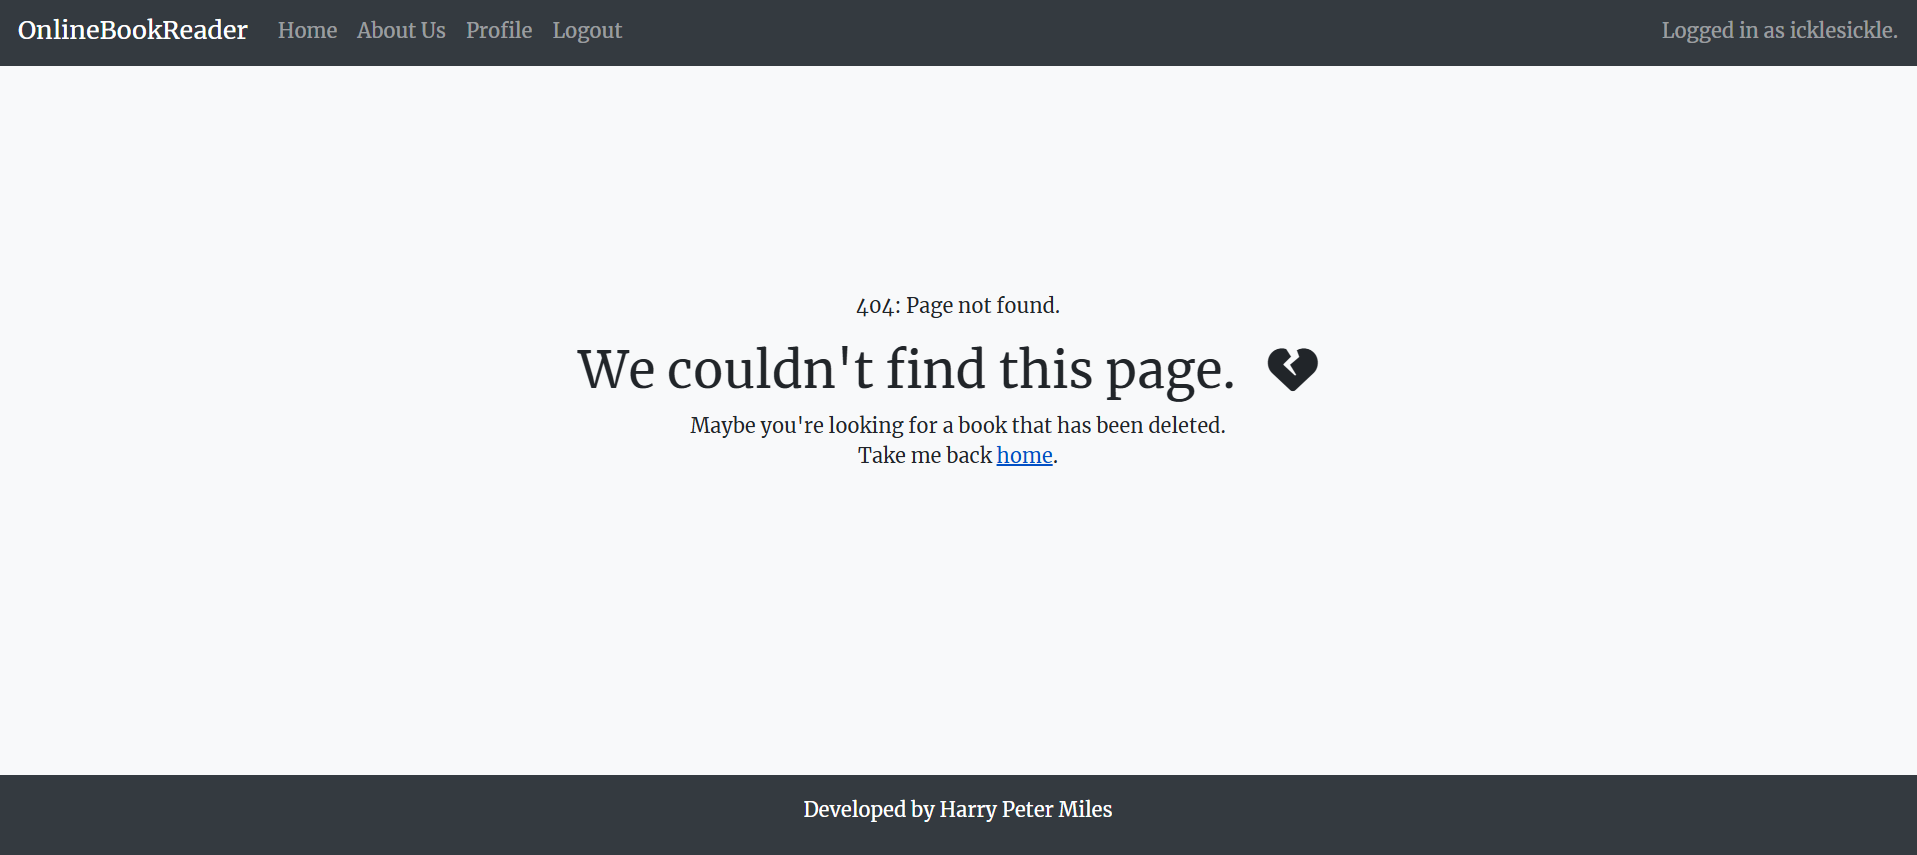 OnlineBookReader Home About Us Profile Logout Logged in as icklesickle.
404: Page not found.
We couldn't find this page.
Maybe you're looking for a book that has been deleted.
Take me back home.
Developed by Harry Peter Miles